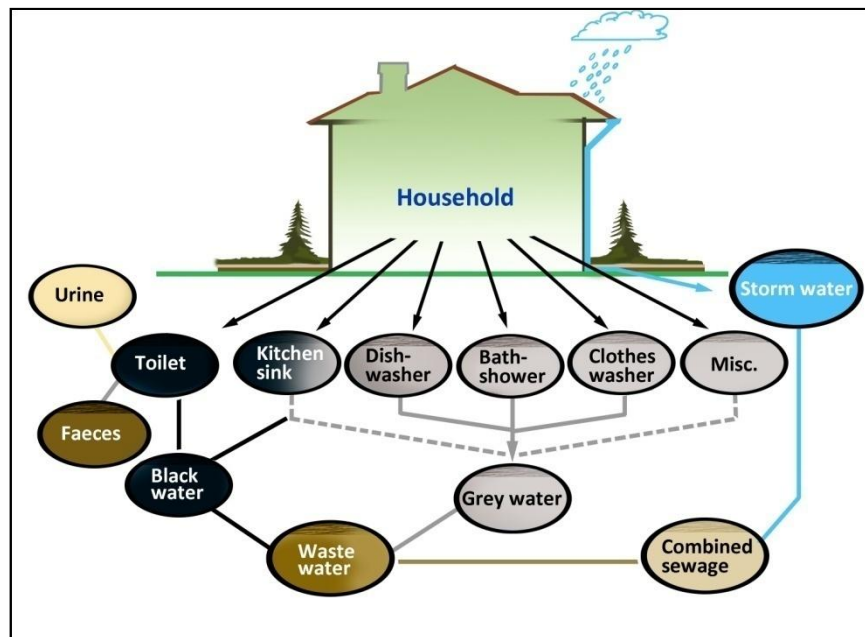 Household
Urine
Storm water
Toilet
Kitchen
sink
Dish-
washer
Bath-
shower
Clothes
washer
Misc.
Faeces
Black
water
Grey water
Waste
water
Combined
sewage